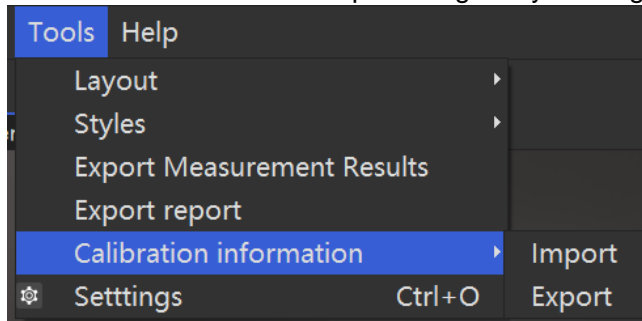 Tools Help
Layout
Styles
Export Measurement Results
Export report
Calibration information
Import
Setttings Ctrl+O
Export